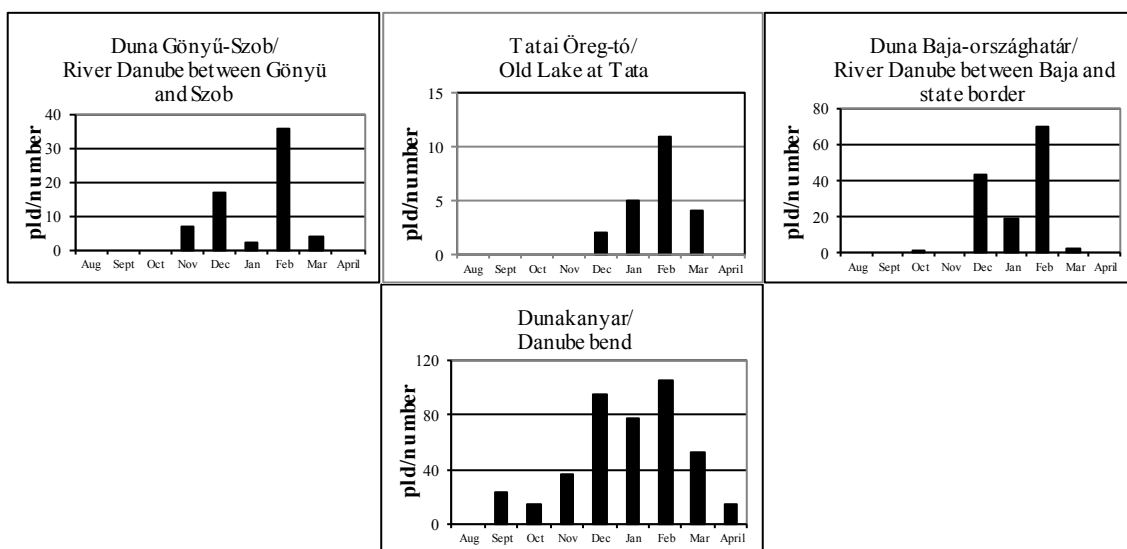 Duna Gönyű-Szob/
River Danube between Gönyü
and Szob
pld/number
40
30
20
10
0
Aug Sept Oct Nov Dec Jan Feb Mar April
Tatai Öreg-tó/
Old Lake at Tata
pld/number
15
10
5
0
Aug Sept Oct Nov Dec Jan Feb Mar April
Duna Baja-országhatár/
River Danube between Baja and
state border
pld/number
80
60
40
20
0
Aug Sept Oct Nov Dec Jan Feb Mar April
Dunakanyar/
Danube bend
pld/number
120
80
40
0
Aug Sept Oct Nov Dec Jan Feb Mar April